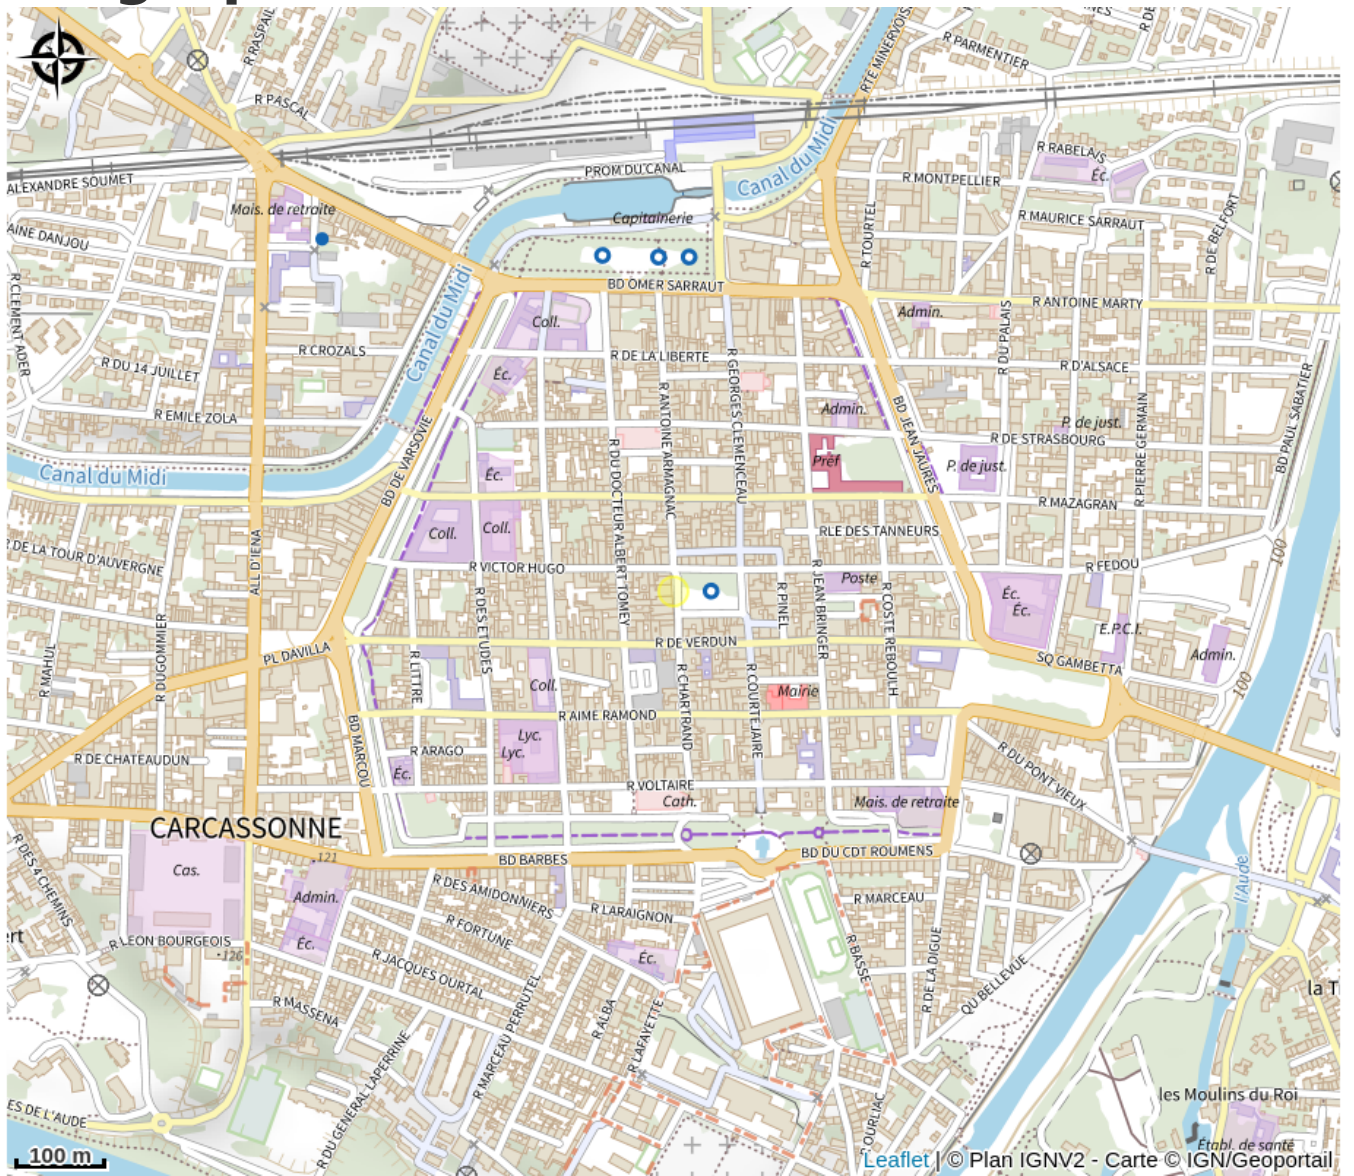 R RASPAIL
RTE MINERVOIS
R PARMENTIER
R PASCAL
Canal du Midi
R RABELAIS
Éc.
PROM DU CANAL
ALEXANDRE SOUMET
R MONTPELLIER
Mais. de retraite
Capitainerie
R MAURICE SARRAUT
R TOURTEL
R DE BELFORT
AINE DANJOU
Canal du Midi
BD OMER SARRAUT
R ANTOINE MARTY
R CLEMENT ADER
Coll.
Admin.
R DU PALAIS
R CROZALS
R DE LA LIBERTE
R GEORGES CLEMENCEAU
R D'ALSACE
R DU 14 JUILLET
Éc.
R ANTOINE ARMAGNAC
BD PAUL SABATIER
R EMILE ZOLA
Admin.
BD JEAN JAURES
P. de just.
R PIERRE GERMAIN
BD DE VARSOVIE
R DU DOCTEUR ALBERT TOMEY
R DE STRASBOURG
Préf
P. de just.
Canal du Midi
Éc.
R MAZAGRAN
Coll.
Coll.
RLE DES TANNEURS
R DE LA TOUR D'AUVERGNE
ALL D'IENA
100
R VICTOR HUGO
R FEDOU
Poste
R JEAN BRINGER
R PINEL
R COSTE REBOULH
Éc.
Éc.
R DES ETUDES
E.P.C.I.
R DE VERDUN
Admin.
PL DAVILLA
SQ GAMBETTA
R MAHUL
R DUGOMMIER
R LITTRE
Coll.
R CHARTRAND
R COURTEJAIRE
Mairie
100
R AIME RAMOND
BD MARCOU
Lyc.
Lyc.
R ARAGO
R DE CHATEAUDUN
Éc.
R DU PONT VIEUX
R VOLTAIRE
Cath.
Mais. de retraite
CARCASSONNE
121
BD BARBES
BD DU CDT ROUMENS
R DES 4 CHEMINS
Cas.
Admin.
R DES AMIDONNIERS
R LARAIGNON
R MARCEAU
l'Aude
R FORTUNE
R LEON BOURGEOIS
126
Éc.
R JACQUES OURTAL
Éc.
R BASSE
R DE LA DIGUE
QU BELLEVUE
la T
R MASSENA
R MARCEAU PERRUTEL
R ALBA
R LAFAYETTE
R DU GENERAL LAPERRINE
les Moulins du Roi
ES DE L'AUDE
Établ. de santé
100 m
Leaflet | © Plan IGNV2 - Carte © IGN/Geoportail